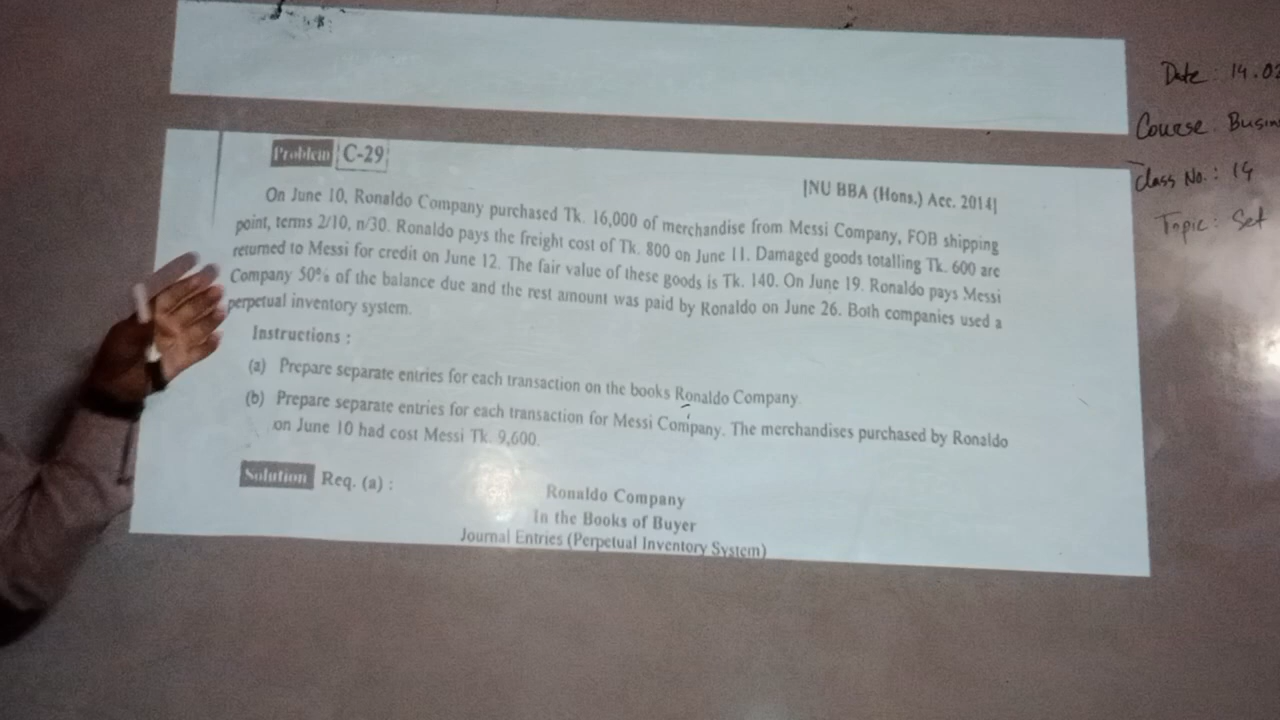 Date : 14.03
Course. Busin
Class No. : 14
Topic : Set
Problem C-29
[NU BBA (Hons.) Acc. 2014]
On June 10, Ronaldo Company purchased Tk. 16,000 of merchandise from Messi Company, FOB shipping
point, terms 2/10, n/30. Ronaldo pays the freight cost of Tk. 800 on June 11. Damaged goods totalling Tk. 600 are
returned to Messi for credit on June 12. The fair value of these goods is Tk. 140. On June 19. Ronaldo pays Messi
Company 50% of the balance due and the rest amount was paid by Ronaldo on June 26. Both companies used a
perpetual inventory system.
Instructions :
(a) Prepare separate entries for each transaction on the books Ronaldo Company.
(b) Prepare separate entries for each transaction for Messi Company. The merchandises purchased by Ronaldo
on June 10 had cost Messi Tk. 9,600.
Solution Req. (a) :
Ronaldo Company
In the Books of Buyer
Journal Entries (Perpetual Inventory System)